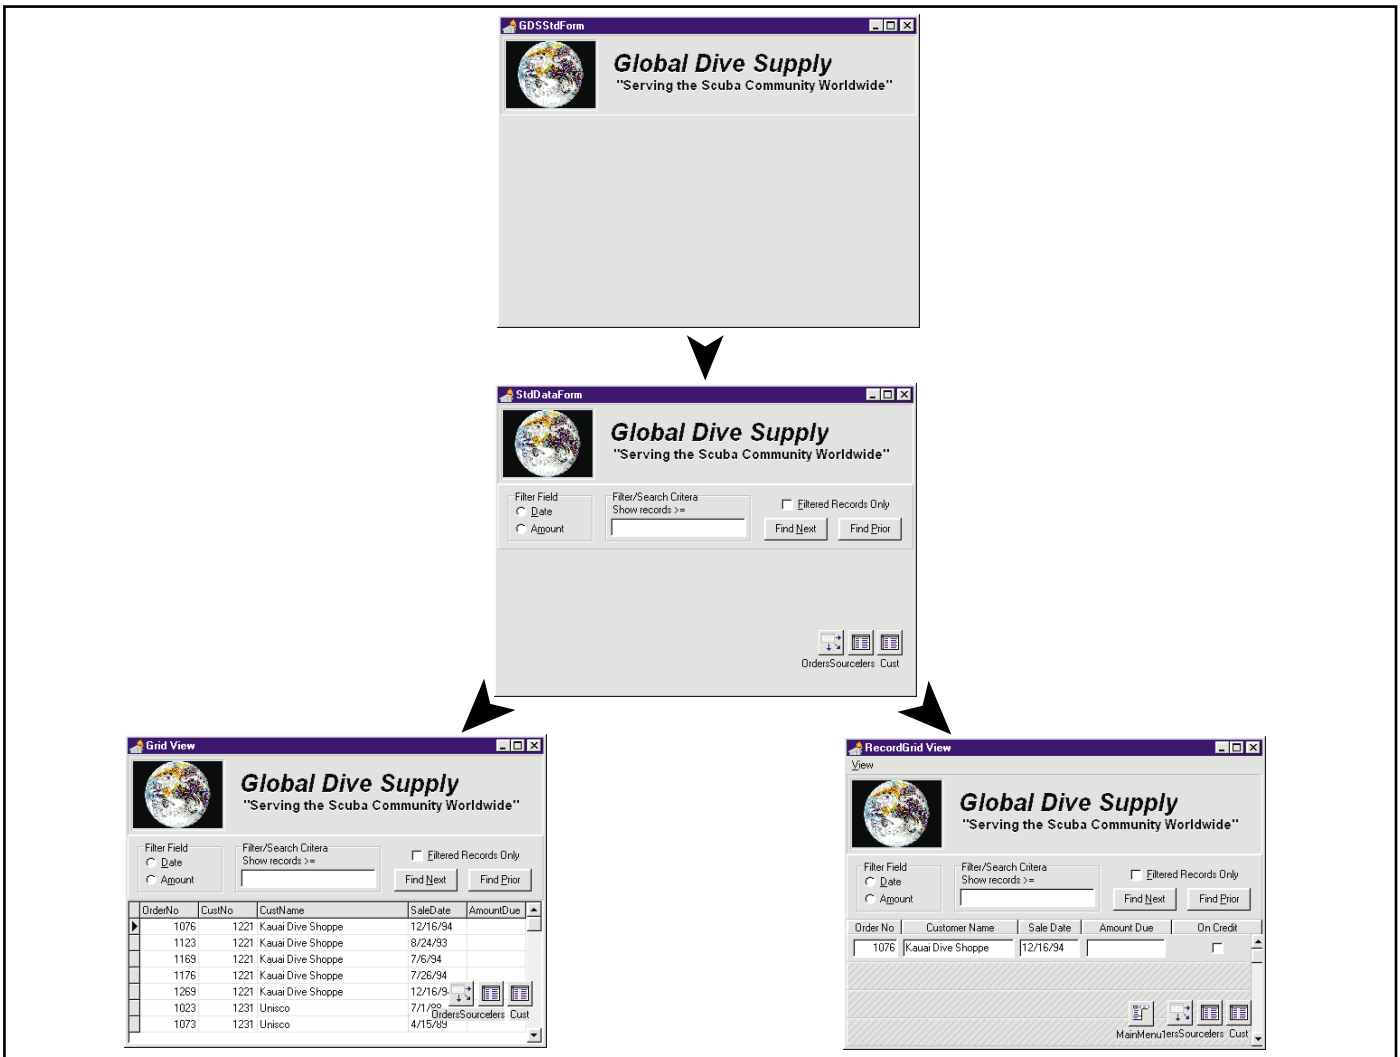 GDSStdForm
Global Dive Supply
"Serving the Scuba Community Worldwide"
StdDataForm
Global Dive Supply
"Serving the Scuba Community Worldwide"
Filter Field
Date
Amount
Filter/Search Critera
Show records >=
Filtered Records Only
Find Next
Find Prior
OrdersSourcelers Cust
Grid View
Global Dive Supply
"Serving the Scuba Community Worldwide"
Filter Field
Date
Amount
Filter/Search Critera
Show records >=
Filtered Records Only
Find Next
Find Prior
OrderNo CustNo CustName SaleDate AmountDue
1076 1221 Kauai Dive Shoppe 12/16/94
1123 1221 Kauai Dive Shoppe 8/24/93
1169 1221 Kauai Dive Shoppe 7/6/94
1176 1221 Kauai Dive Shoppe 7/26/94
1269 1221 Kauai Dive Shoppe 12/16/9
1023 1231 Unisco 7/1/88
OrdersSourcelers Cust
1073 1231 Unisco 4/15/89
RecordGrid View
View
Global Dive Supply
"Serving the Scuba Community Worldwide"
Filter Field
Date
Amount
Filter/Search Critera
Show records >=
Filtered Records Only
Find Next
Find Prior
Order No Customer Name Sale Date Amount Due On Credit
1076 Kauai Dive Shoppe 12/16/94
MainMenu1ersSourcelers Cust